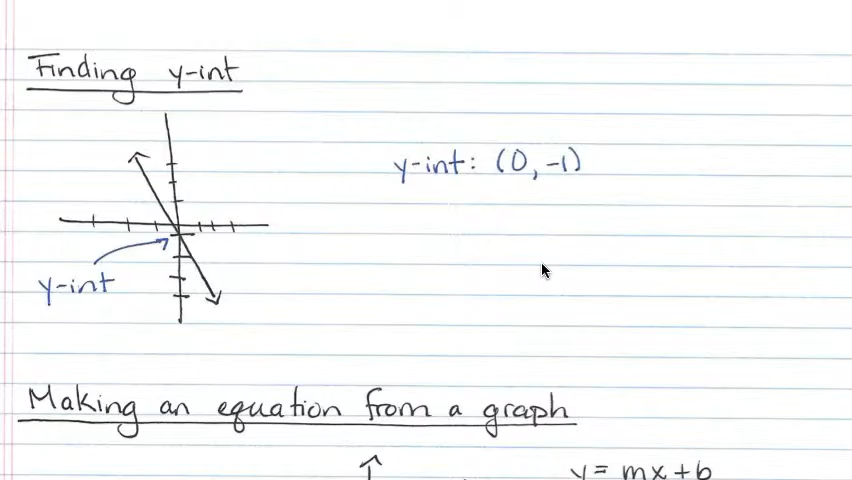 Finding y-int
y-int: (0, -1)
y-int
Making an equation from a graph
y = mx + b